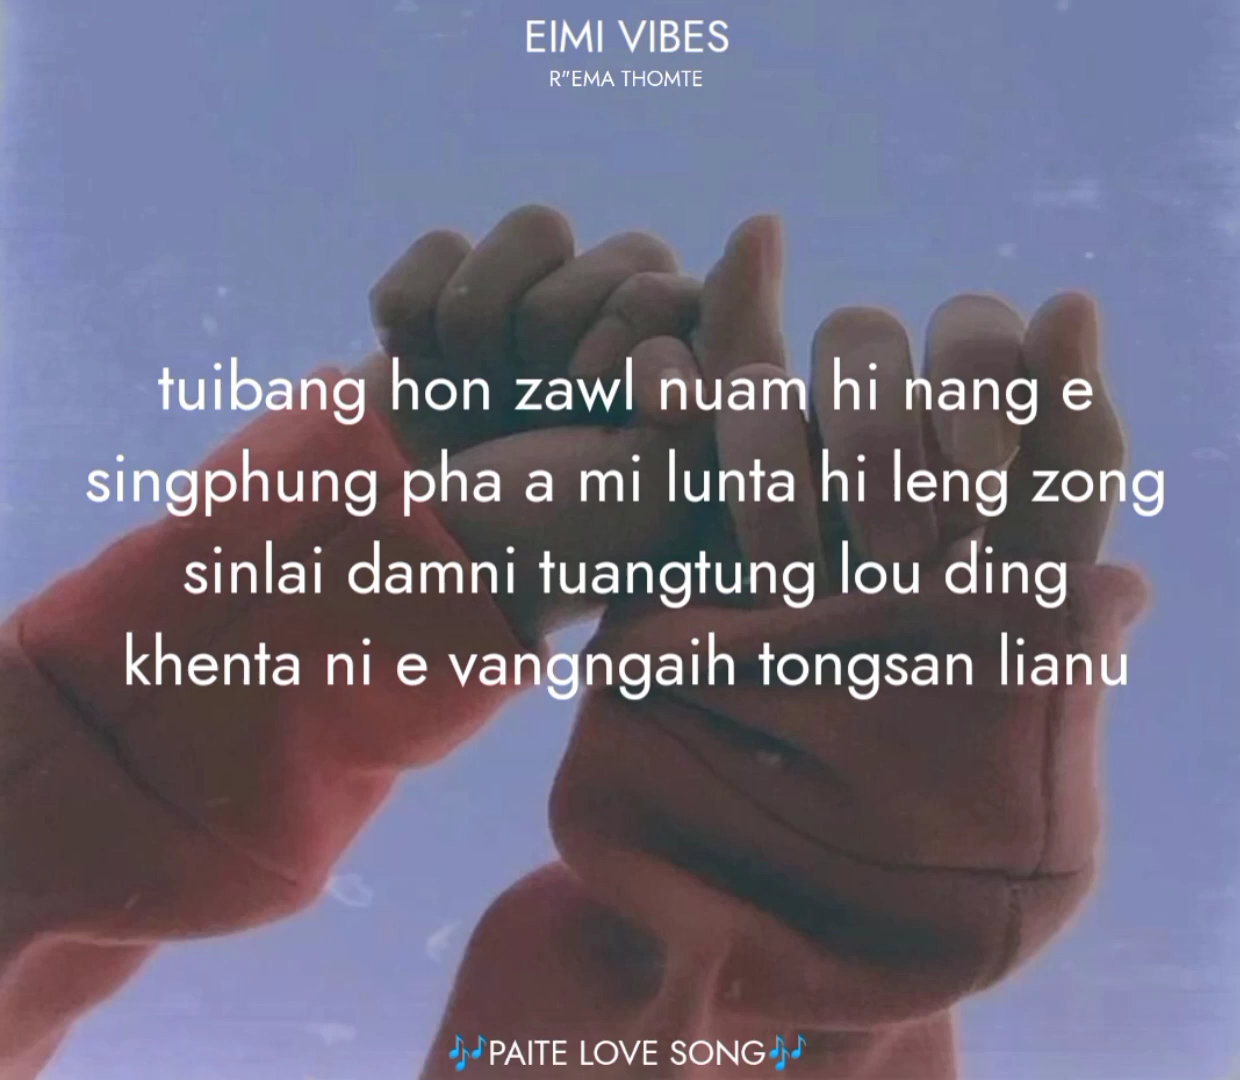 EIMI VIBES
R"EMA THOMTE
tuibang hon zawl nuam hi nang e
singphung pha a mi lunta hi leng zong
sinlai damni tuangtung lou ding
khenta ni e vangngaih tongsan lianu
🎶PAITE LOVE SONG🎶